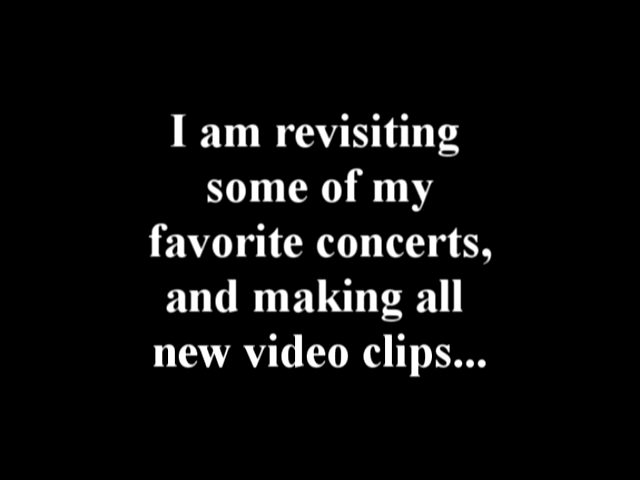 I am revisiting
some of my
favorite concerts,
and making all
new video clips...